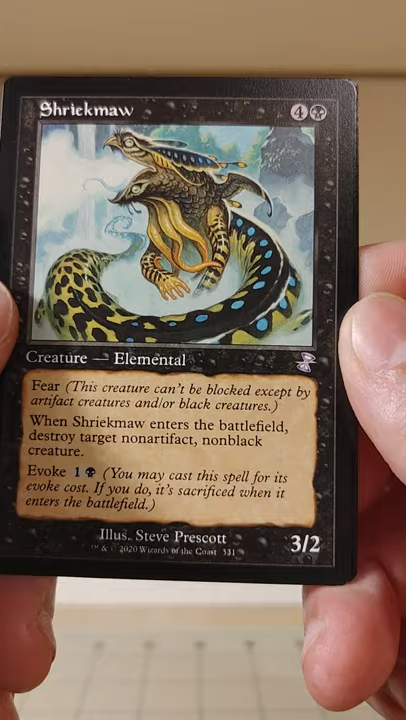 Shriekmaw 4
Creature — Elemental
Fear (This creature can't be blocked except by
artifact creatures and/or black creatures.)
When Shriekmaw enters the battlefield,
destroy target nonartifact, nonblack
creature.
Evoke 1 (You may cast this spell for its
evoke cost. If you do, it's sacrificed when it
enters the battlefield.)
Illus. Steve Prescott
™ & © 2020 Wizards of the Coast 331
3/2